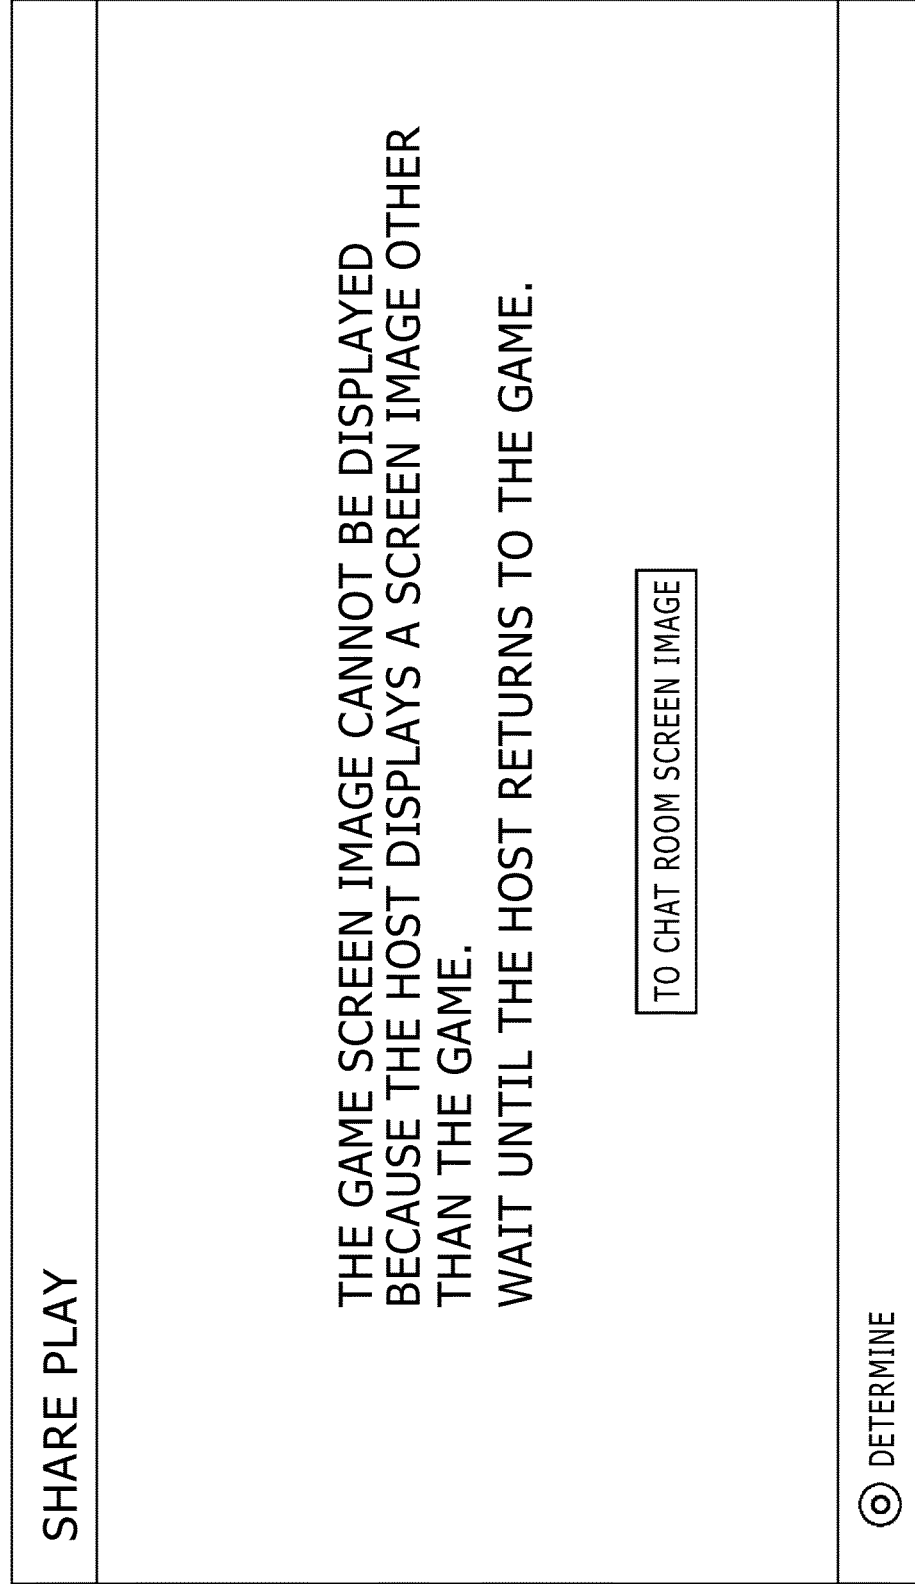 SHARE PLAY
THE GAME SCREEN IMAGE CANNOT BE DISPLAYED
BECAUSE THE HOST DISPLAYS A SCREEN IMAGE OTHER
THAN THE GAME.
WAIT UNTIL THE HOST RETURNS TO THE GAME.
TO CHAT ROOM SCREEN IMAGE
DETERMINE